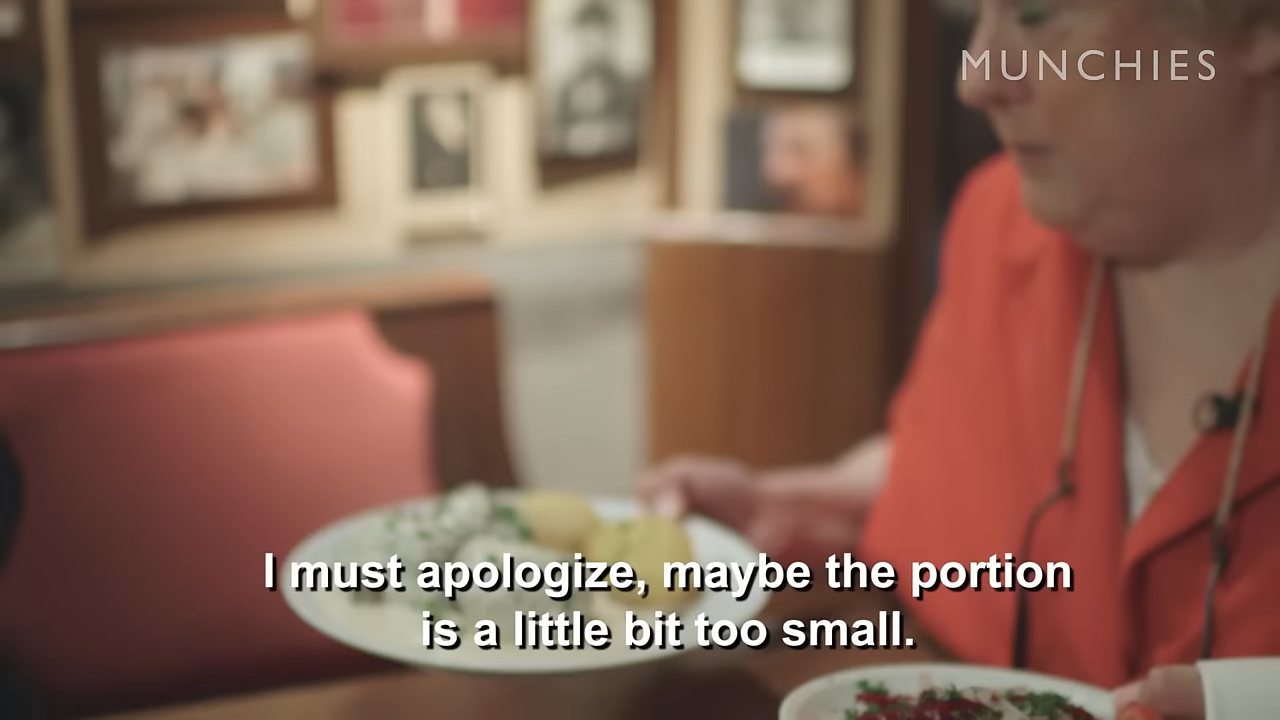 MUNCHIES
I must apologize, maybe the portion
is a little bit too small.